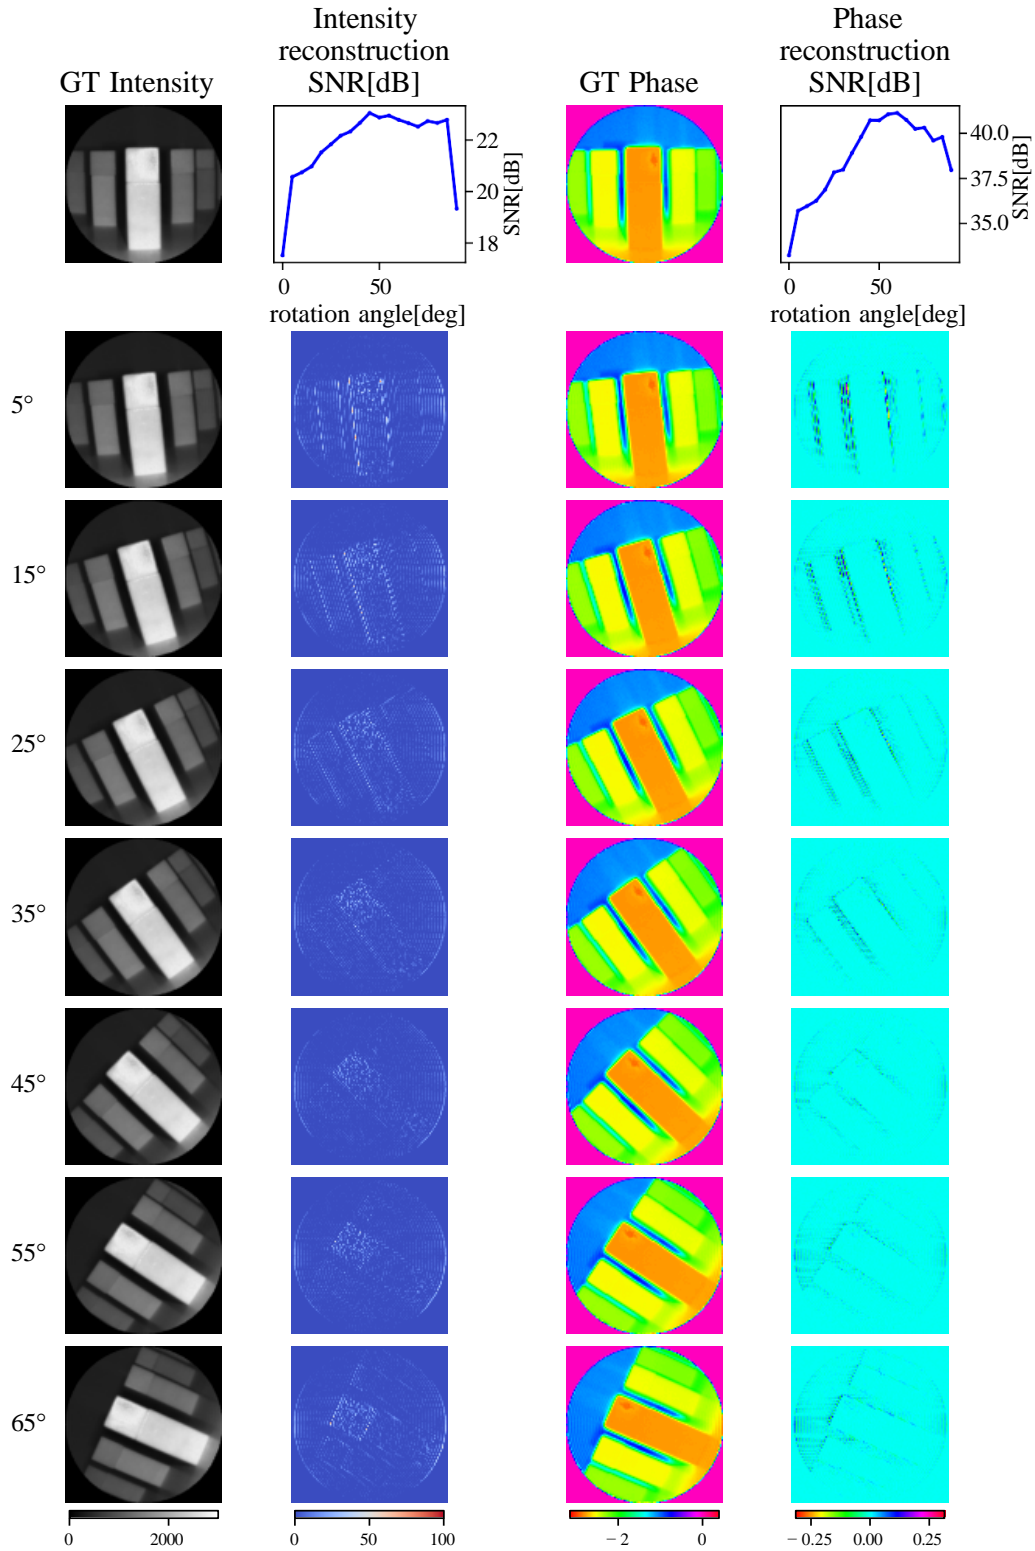 Intensity
reconstruction
SNR[dB]
Phase
reconstruction
SNR[dB]
GT Intensity
GT Phase
22
20
18
SNR[dB]
0
50
rotation angle[deg]
40.0
37.5
35.0
SNR[dB]
0
50
rotation angle[deg]
5°
15°
25°
35°
45°
55°
65°
0
2000
0
50
100
−2
0
−0.25
0.00
0.25